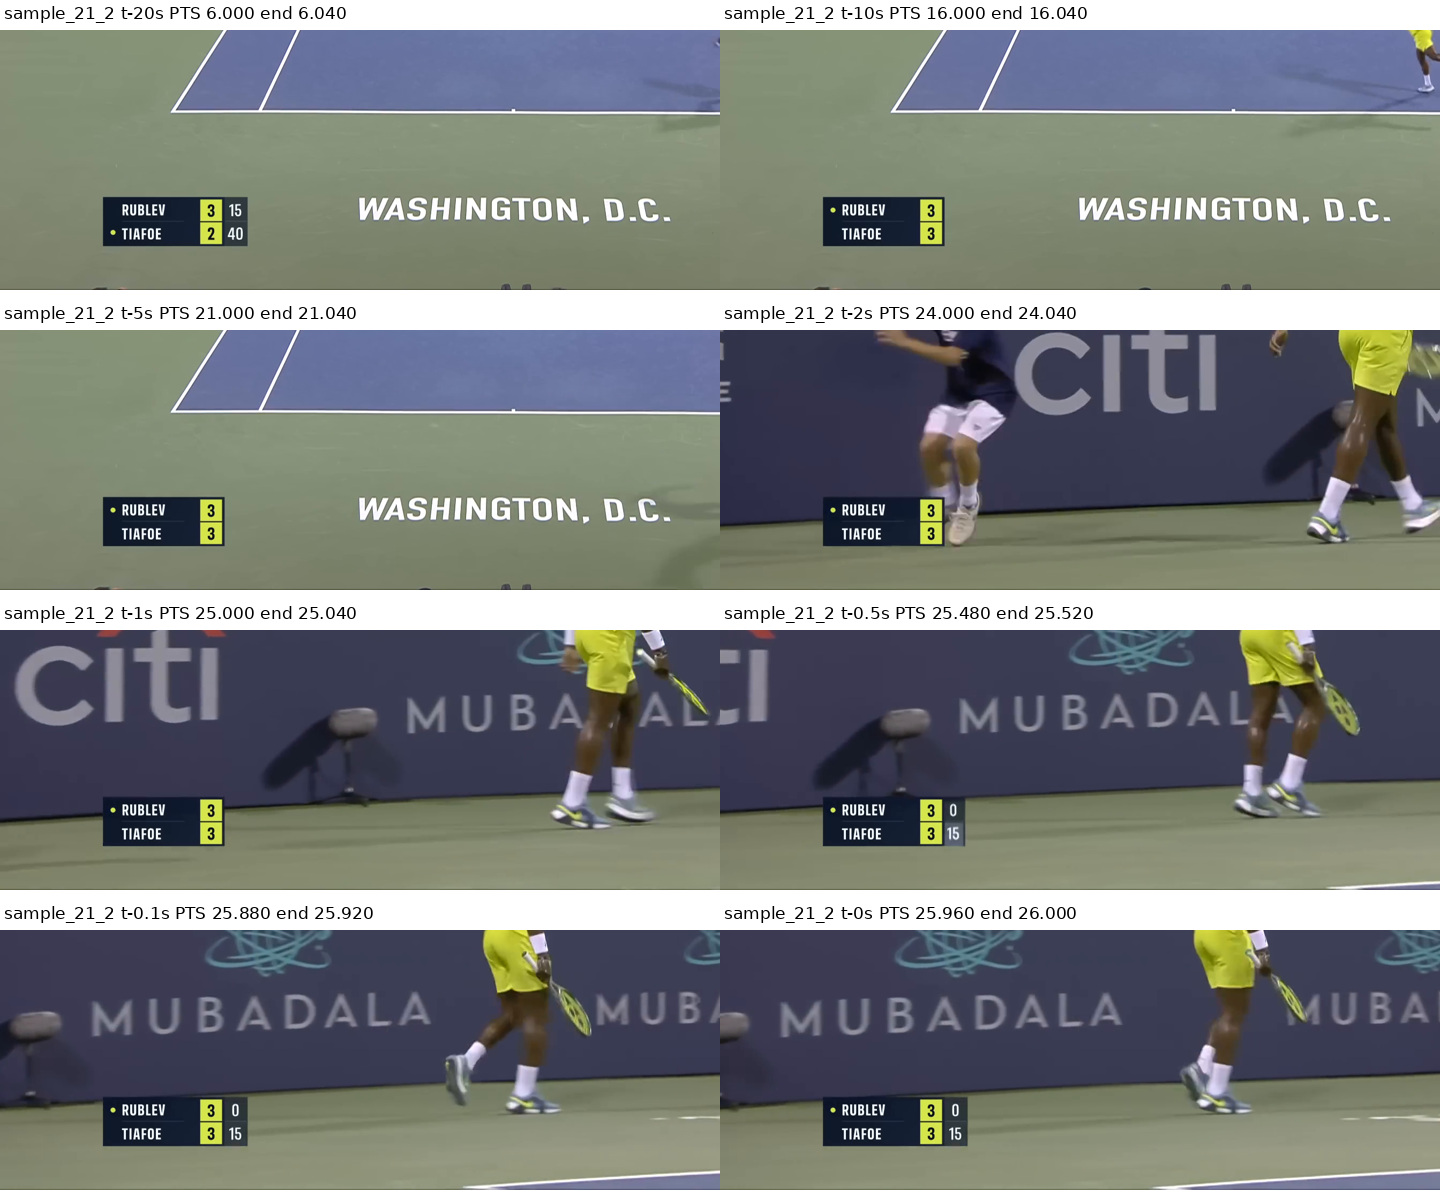 sample_21_2 t-20s PTS 6.000 end 6.040
RUBLEV 3 15
TIAFOE 2 40
WASHINGTON, D.C.
sample_21_2 t-10s PTS 16.000 end 16.040
RUBLEV 3
TIAFOE 3
WASHINGTON, D.C.
sample_21_2 t-5s PTS 21.000 end 21.040
RUBLEV 3
TIAFOE 3
WASHINGTON, D.C.
sample_21_2 t-2s PTS 24.000 end 24.040
citi
RUBLEV 3
TIAFOE 3
sample_21_2 t-1s PTS 25.000 end 25.040
citi
MUBADALA
RUBLEV 3
TIAFOE 3
sample_21_2 t-0.5s PTS 25.480 end 25.520
MUBADALA
RUBLEV 3 0
TIAFOE 3 15
sample_21_2 t-0.1s PTS 25.880 end 25.920
MUBADALA
MUBA
RUBLEV 3 0
TIAFOE 3 15
sample_21_2 t-0s PTS 25.960 end 26.000
MUBADALA
MUBA
RUBLEV 3 0
TIAFOE 3 15